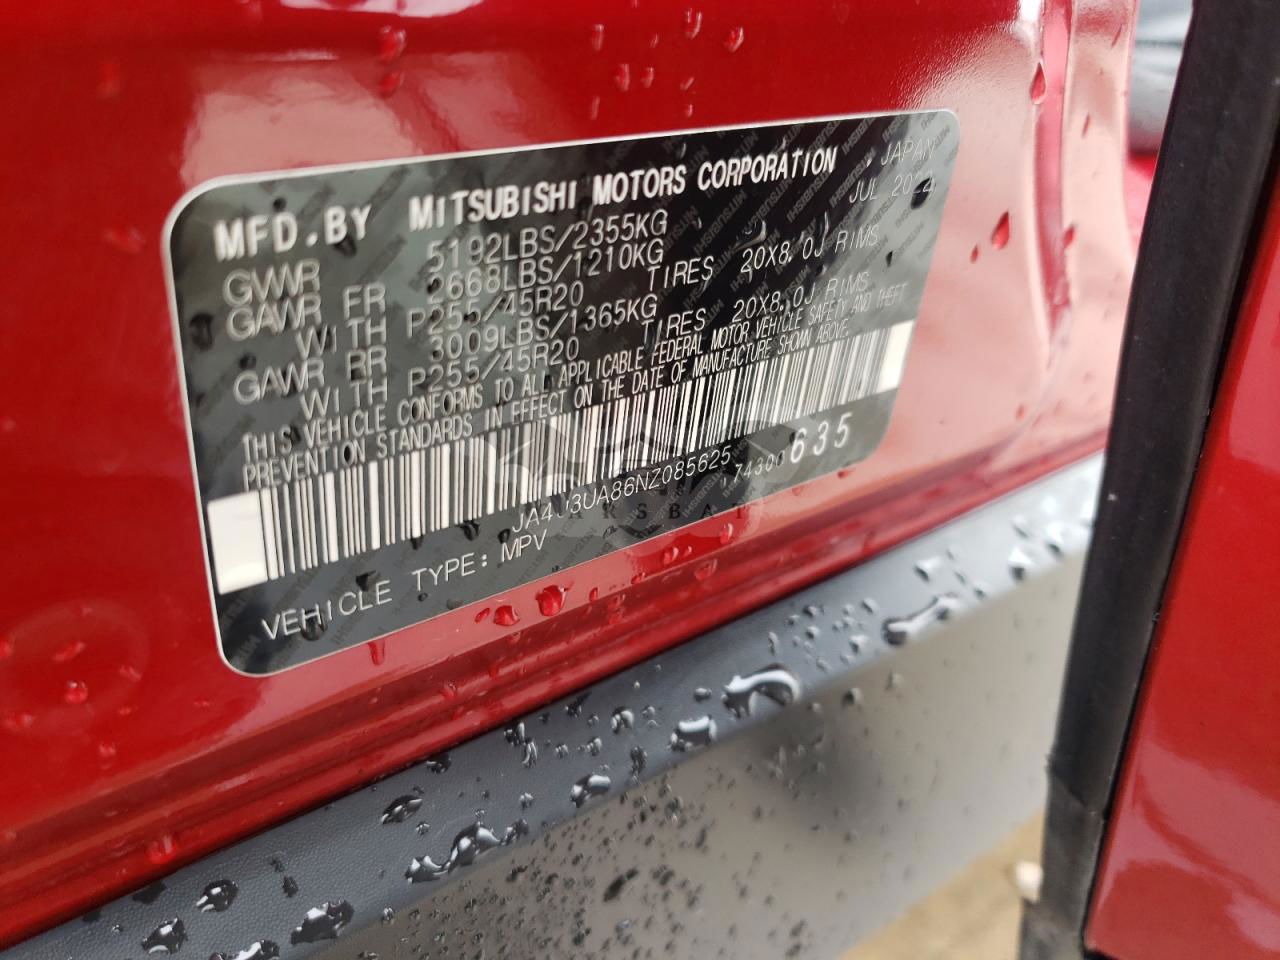 MFD.BY MITSUBISHI MOTORS CORPORATION .JAPAN
GVWR 5192LBS/2355KG JUL 2022
GAWR FR 2668LBS/1210KG
WITH P255/45R20 TIRES 20X8.0J RIMS
GAWR RR 3009LBS/1365KG
WITH P255/45R20 TIRES 20X8.0J RIMS
THIS VEHICLE CONFORMS TO ALL APPLICABLE FEDERAL MOTOR VEHICLE SAFETY AND THEFT
PREVENTION STANDARDS IN EFFECT ON THE DATE OF MANUFACTURE SHOWN ABOVE.
JA4J3UA86NZ085625 74300 635
VEHICLE TYPE: MPV